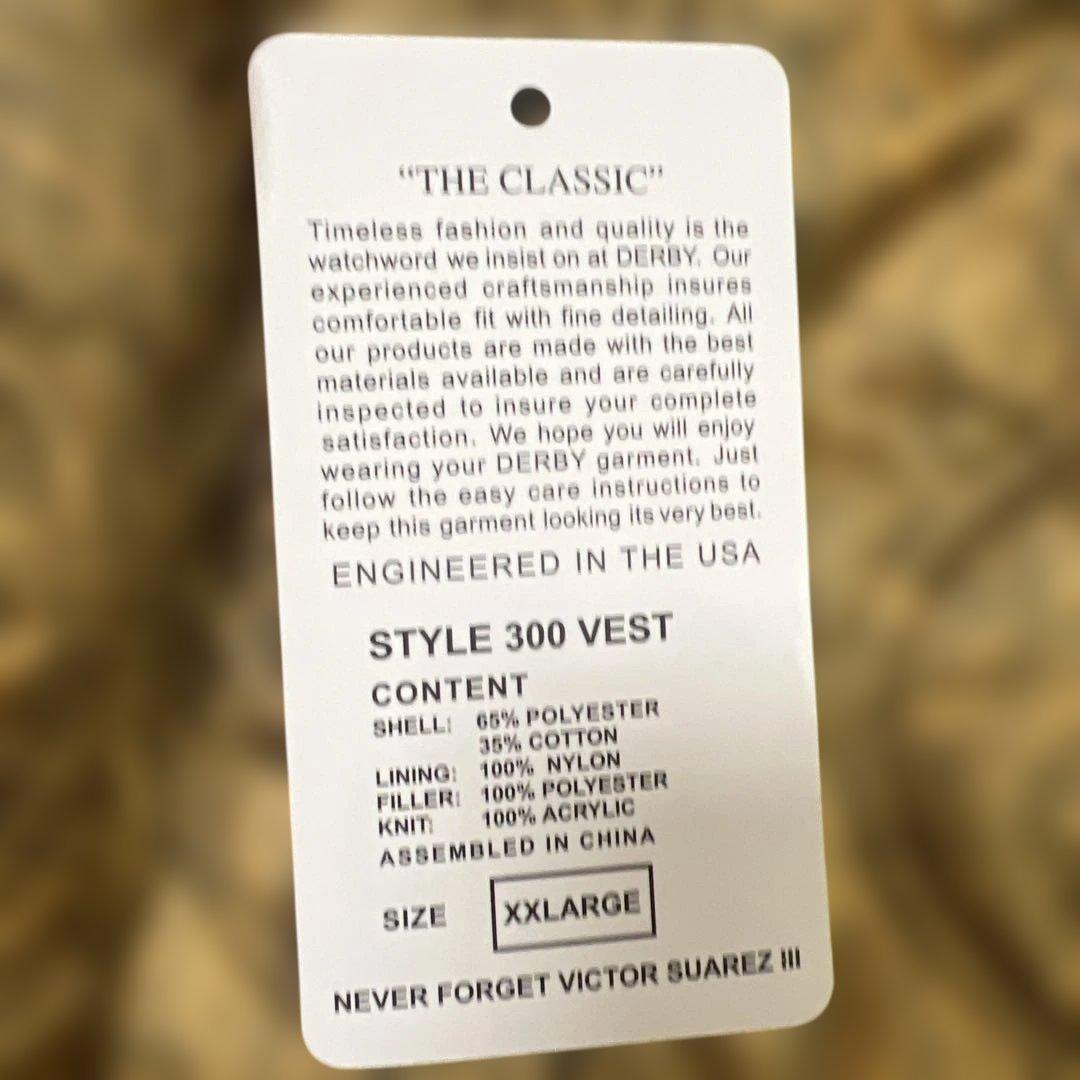 “THE CLASSIC”
Timeless fashion and quality is the
watchword we insist on at DERBY. Our
experienced craftsmanship insures
comfortable fit with fine detailing. All
our products are made with the best
materials available and are carefully
inspected to insure your complete
satisfaction. We hope you will enjoy
wearing your DERBY garment. Just
follow the easy care instructions to
keep this garment looking its very best.
ENGINEERED IN THE USA
STYLE 300 VEST
CONTENT
SHELL: 65% POLYESTER
35% COTTON
LINING: 100% NYLON
FILLER: 100% POLYESTER
KNIT: 100% ACRYLIC
ASSEMBLED IN CHINA
SIZE XXLARGE
NEVER FORGET VICTOR SUAREZ III